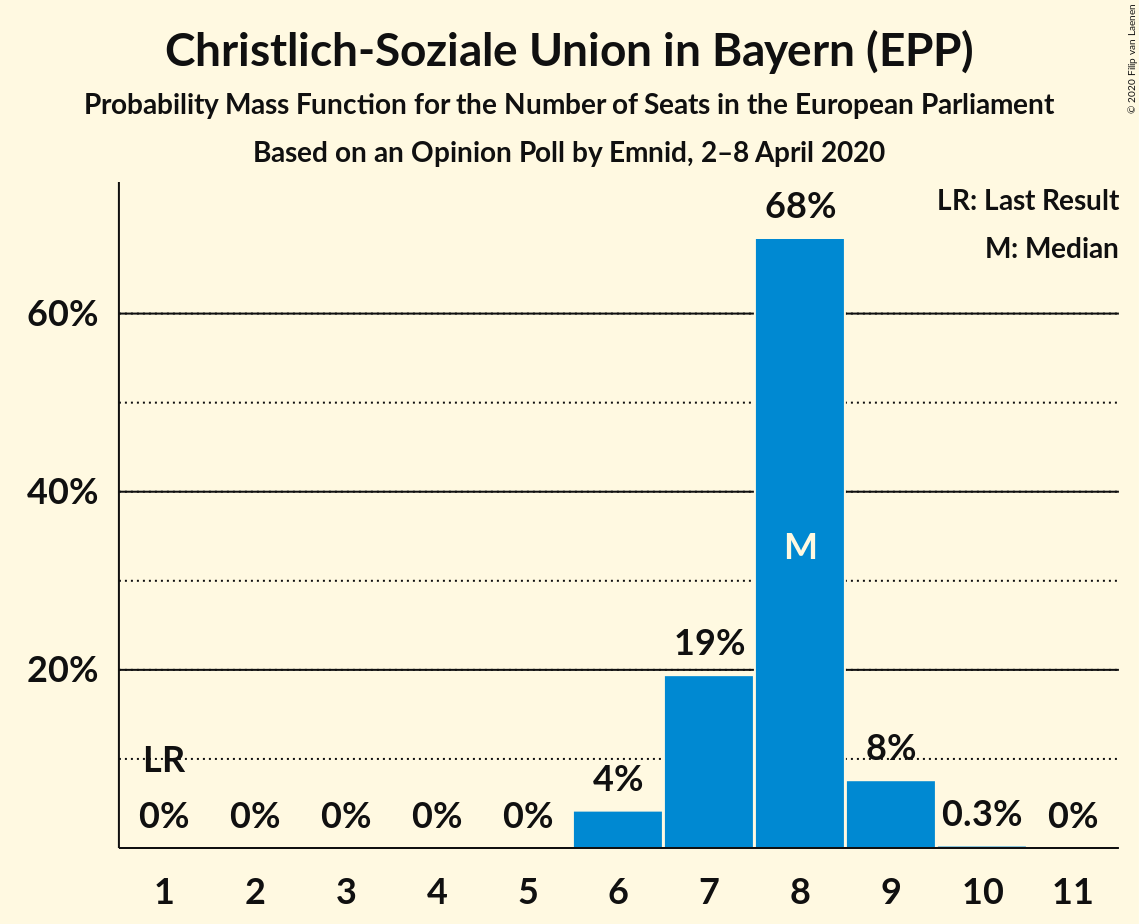 Christlich-Soziale Union in Bayern (EPP)
Probability Mass Function for the Number of Seats in the European Parliament
Based on an Opinion Poll by Emnid, 2–8 April 2020
© 2020 Filip van Laenen
LR: Last Result
M: Median
68%
60%
40%
M
19%
20%
LR
8%
4%
0% 0% 0% 0% 0% 0.3% 0%
1 2 3 4 5 6 7 8 9 10 11